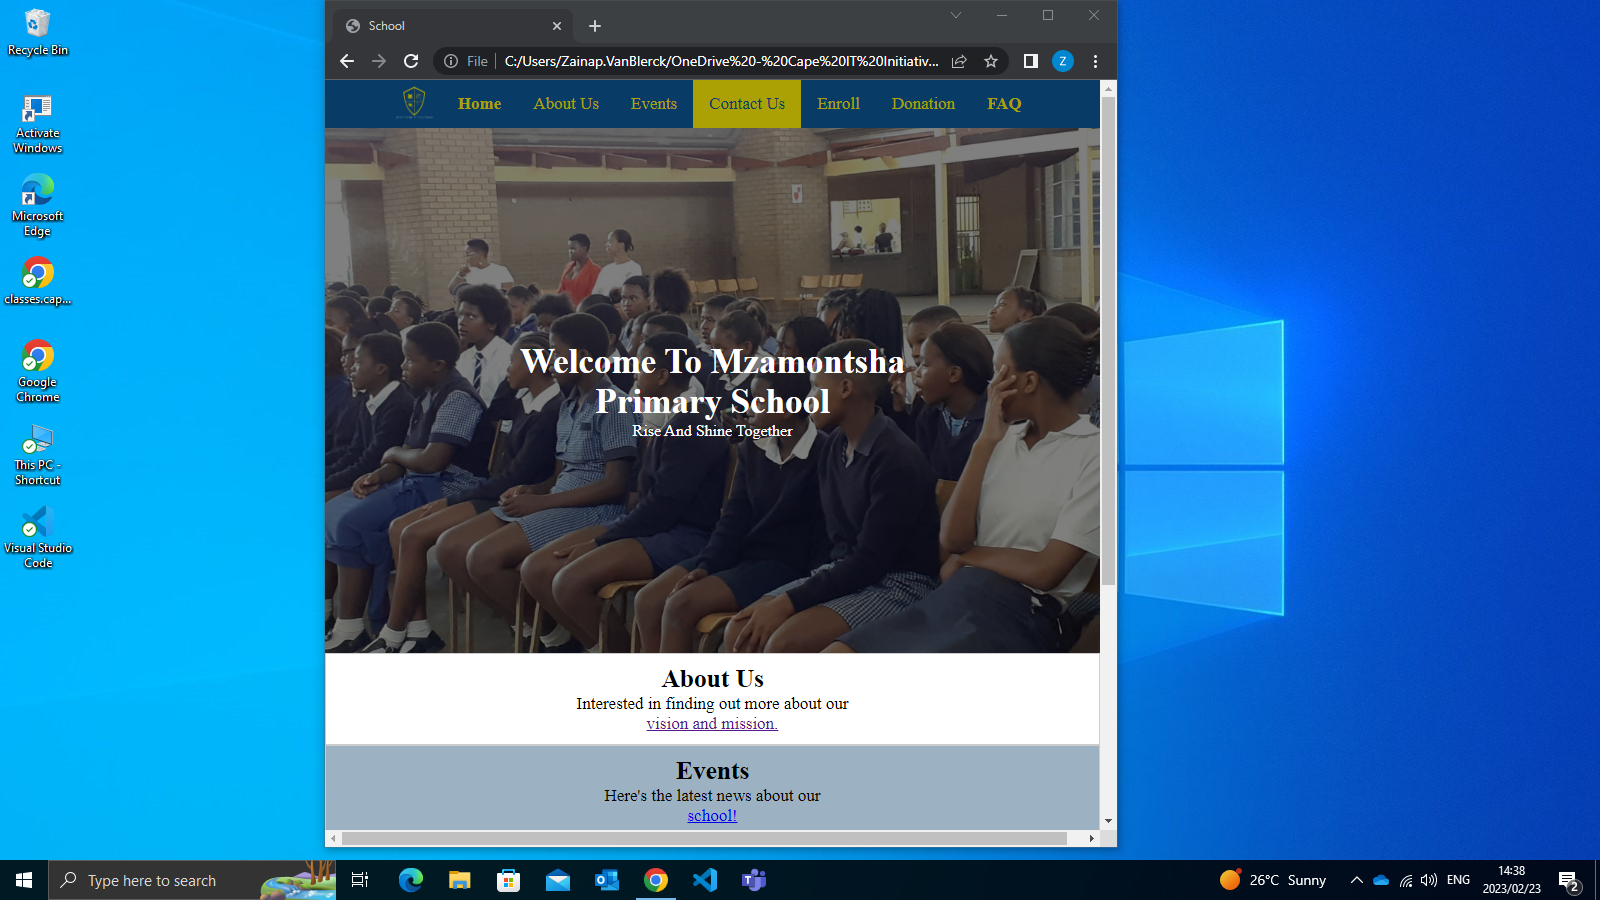 Recycle Bin
Activate
Windows
Microsoft
Edge
classes.cap...
Google
Chrome
This PC -
Shortcut
Visual Studio
Code
School
File
C:/Users/Zainap.VanBlerck/OneDrive%20-%20Cape%20IT%20Initiativ...
Z
Home
About Us
Events
Contact Us
Enroll
Donation
FAQ
Welcome To Mzamontsha
Primary School
Rise And Shine Together
About Us
Interested in finding out more about our
vision and mission.
Events
Here's the latest news about our
school!
Type here to search
26°C Sunny
ENG
14:38
2023/02/23
2